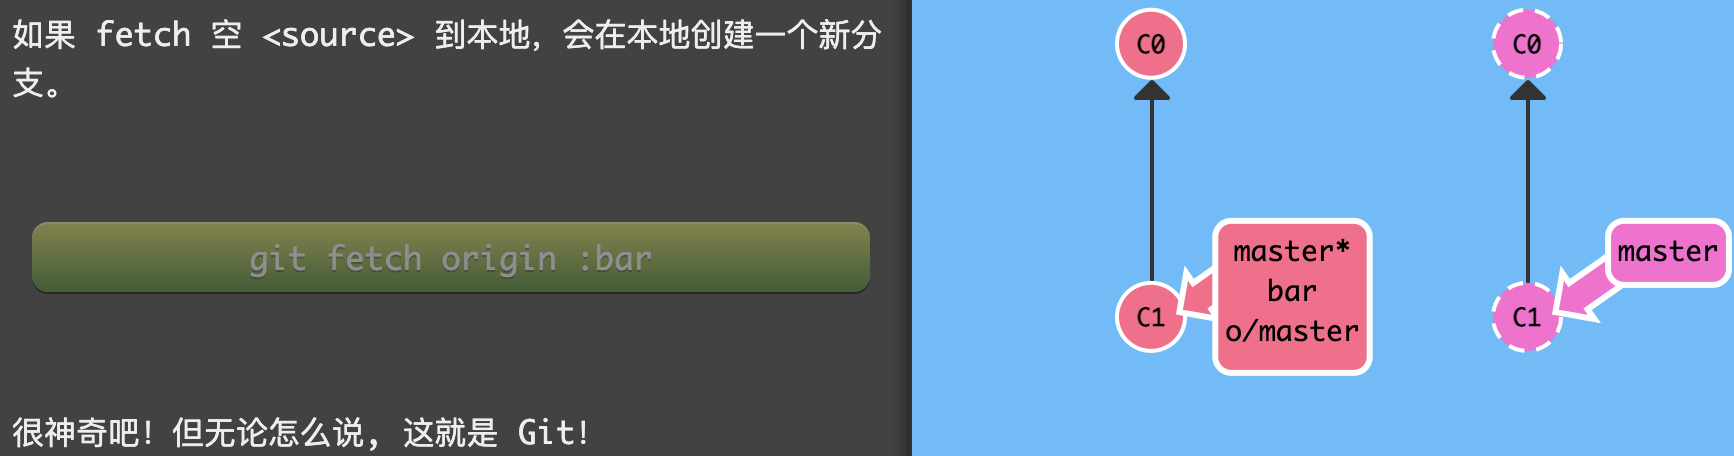 如果 fetch 空 <source> 到本地，会在本地创建一个新分
支。
git fetch origin :bar
很神奇吧！但无论怎么说, 这就是 Git!
C0
C1
master*
bar
o/master
C0
C1
master